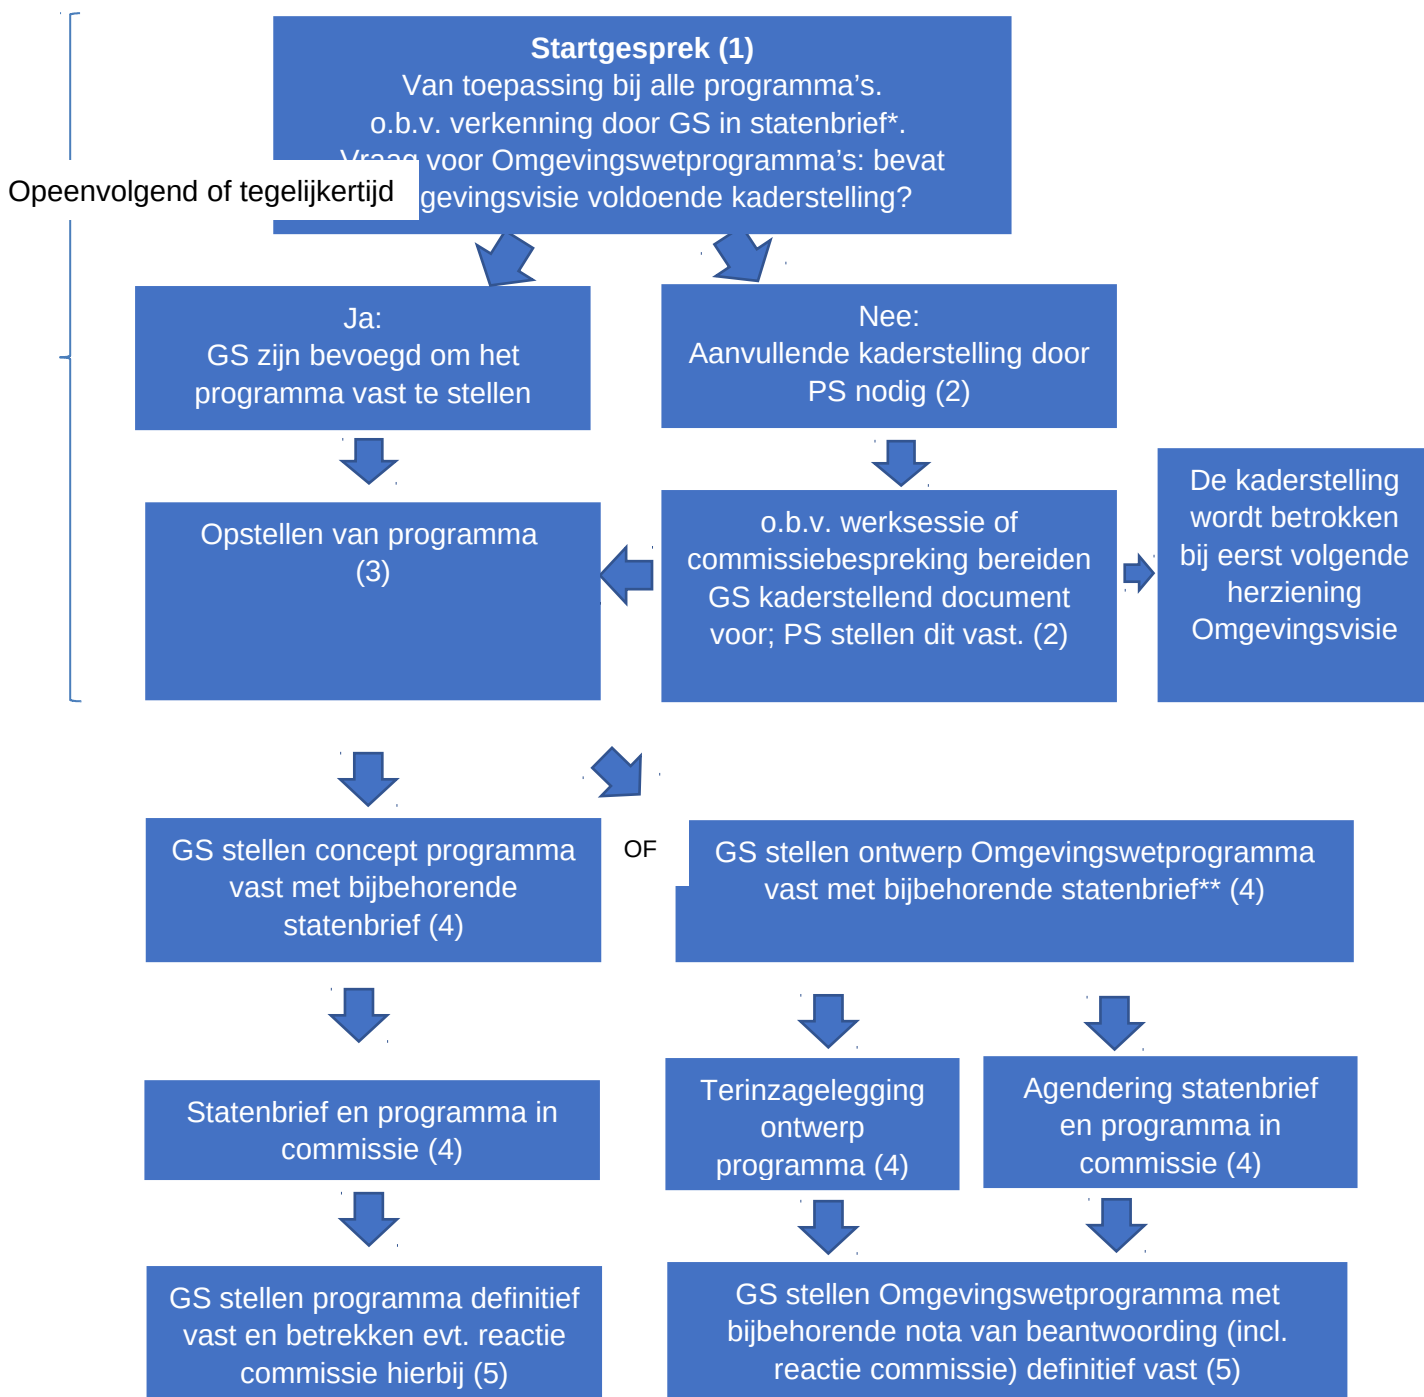 Startgesprek (1)
Van toepassing bij alle programma’s.
o.b.v. verkenning door GS in statenbrief*.
voor Omgevingswetprogramma’s: bevat
Opeenvolgend of tegelijkertijd
gevingsvisie voldoende kaderstelling?
Ja:
GS zijn bevoegd om het
programma vast te stellen
Nee:
Aanvullende kaderstelling door
PS nodig (2)
Opstellen van programma
(3)
o.b.v. werksessie of
commissiebespreking bereiden
GS kaderstellend document
voor; PS stellen dit vast. (2)
De kaderstelling
wordt betrokken
bij eerst volgende
herziening
Omgevingsvisie
GS stellen concept programma
vast met bijbehorende
statenbrief (4)
OF
GS stellen ontwerp Omgevingswetprogramma
vast met bijbehorende statenbrief** (4)
Statenbrief en programma in
commissie (4)
Terinzagelegging
ontwerp
programma (4)
Agendering statenbrief
en programma in
commissie (4)
GS stellen programma definitief
vast en betrekken evt. reactie
commissie hierbij (5)
GS stellen Omgevingswetprogramma met
bijbehorende nota van beantwoording (incl.
reactie commissie) definitief vast (5)